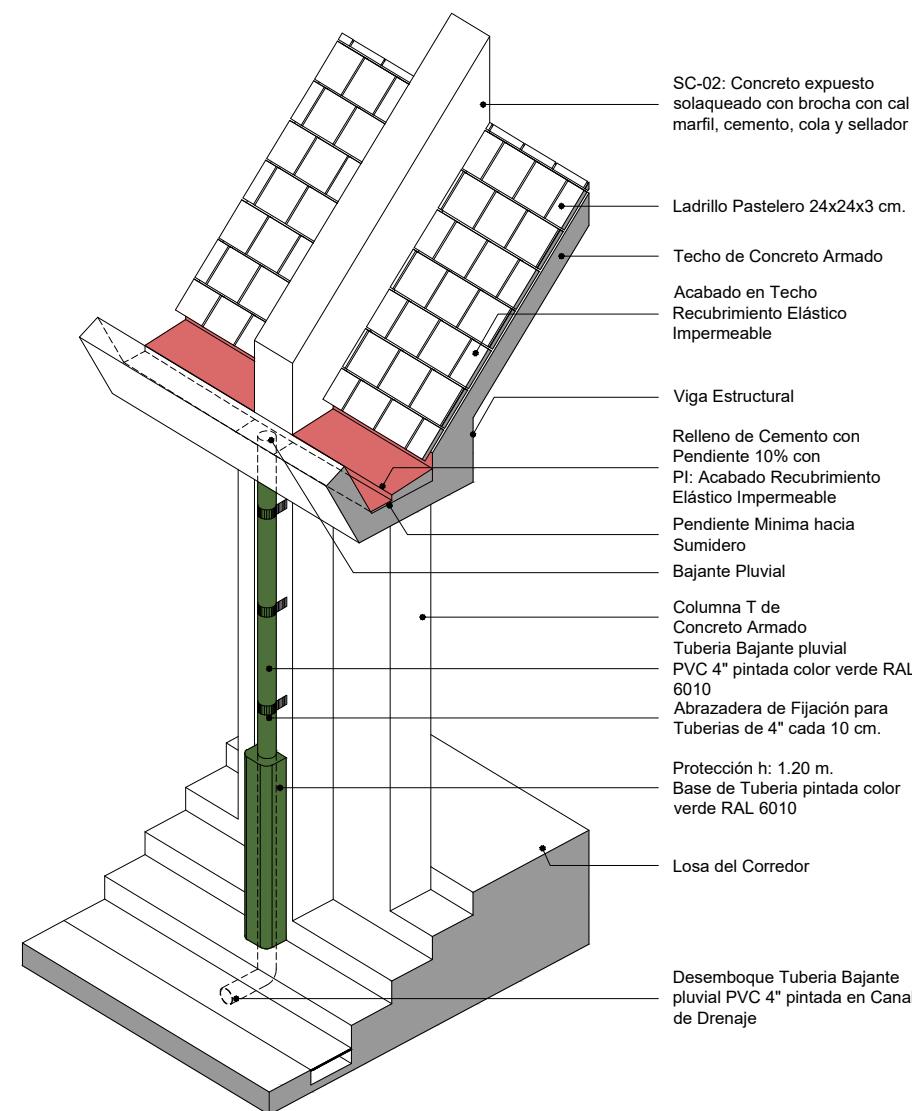 SC-02: Concreto expuesto
solaqueado con brocha con cal
marfil, cemento, cola y sellador
Ladrillo Pastelero 24x24x3 cm.
Techo de Concreto Armado
Acabado en Techo
Recubrimiento Elástico
Impermeable
Viga Estructural
Relleno de Cemento con
Pendiente 10% con
PI: Acabado Recubrimiento
Elástico Impermeable
Pendiente Minima hacia
Sumidero
Bajante Pluvial
Columna T de
Concreto Armado
Tuberia Bajante pluvial
PVC 4" pintada color verde RAL
6010
Abrazadera de Fijación para
Tuberias de 4" cada 10 cm.
Protección h: 1.20 m.
Base de Tuberia pintada color
verde RAL 6010
Losa del Corredor
Desemboque Tuberia Bajante
pluvial PVC 4" pintada en Canal
de Drenaje